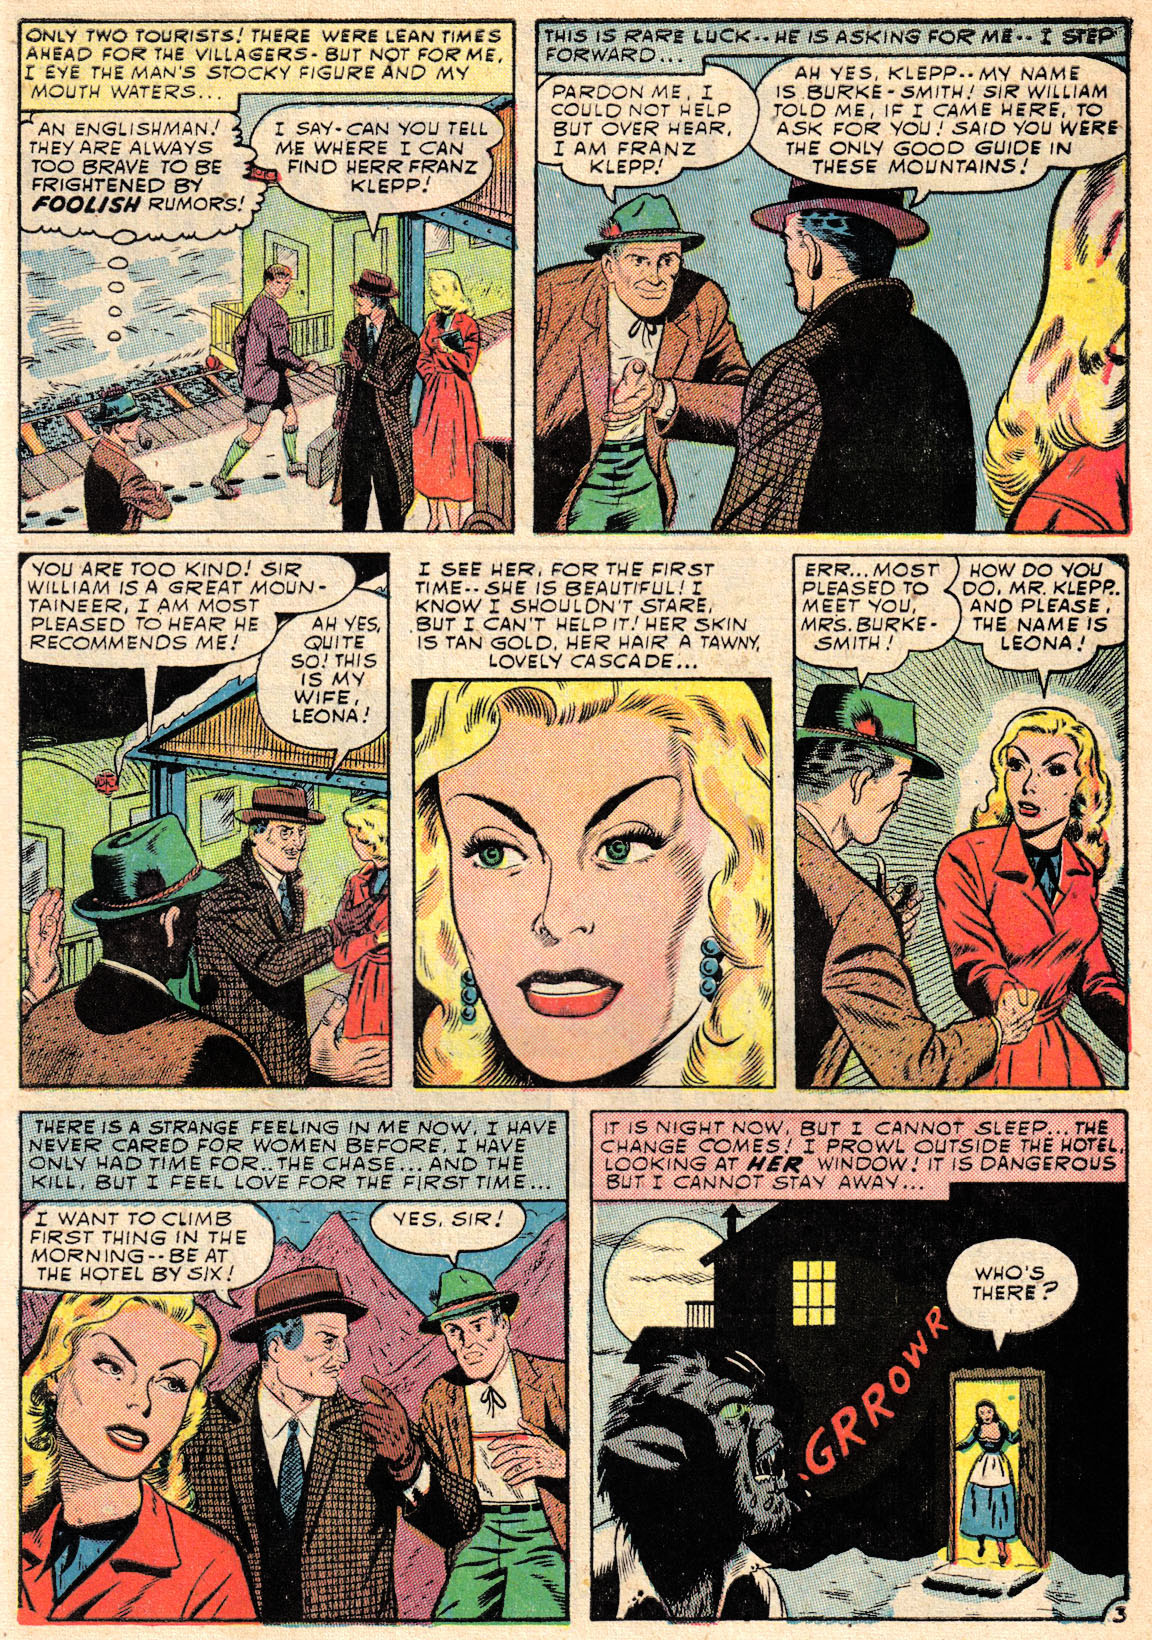 ONLY TWO TOURISTS! THERE WERE LEAN TIMES
AHEAD FOR THE VILLAGERS - BUT NOT FOR ME,
I EYE THE MAN'S STOCKY FIGURE AND MY
MOUTH WATERS...
AN ENGLISHMAN!
THEY ARE ALWAYS
TOO BRAVE TO BE
FRIGHTENED BY
FOOLISH RUMORS!
I SAY - CAN YOU TELL
ME WHERE I CAN
FIND HERR FRANZ
KLEPP!
THIS IS RARE LUCK -- HE IS ASKING FOR ME -- I STEP
FORWARD...
PARDON ME, I
COULD NOT HELP
BUT OVER HEAR,
I AM FRANZ
KLEPP!
AH YES, KLEPP -- MY NAME
IS BURKE - SMITH! SIR WILLIAM
TOLD ME, IF I CAME HERE, TO
ASK FOR YOU! SAID YOU WERE
THE ONLY GOOD GUIDE IN
THESE MOUNTAINS!
YOU ARE TOO KIND! SIR
WILLIAM IS A GREAT MOUN-
TAINEER, I AM MOST
PLEASED TO HEAR HE
RECOMMENDS ME!
AH YES,
QUITE
SO! THIS
IS MY
WIFE,
LEONA!
I SEE HER, FOR THE FIRST
TIME -- SHE IS BEAUTIFUL! I
KNOW I SHOULDN'T STARE,
BUT I CAN'T HELP IT! HER SKIN
IS TAN GOLD, HER HAIR A TAWNY,
LOVELY CASCADE...
ERR...MOST
PLEASED TO
MEET YOU,
MRS. BURKE-
SMITH!
HOW DO YOU
DO, MR. KLEPP..
AND PLEASE,
THE NAME IS
LEONA!
THERE IS A STRANGE FEELING IN ME NOW, I HAVE
NEVER CARED FOR WOMEN BEFORE, I HAVE
ONLY HAD TIME FOR.. THE CHASE... AND THE
KILL, BUT I FEEL LOVE FOR THE FIRST TIME...
I WANT TO CLIMB
FIRST THING IN THE
MORNING -- BE AT
THE HOTEL BY SIX!
YES, SIR!
IT IS NIGHT NOW, BUT I CANNOT SLEEP... THE
CHANGE COMES! I PROWL OUTSIDE THE HOTEL,
LOOKING AT HER WINDOW! IT IS DANGEROUS
BUT I CANNOT STAY AWAY...
GRROWR
WHO'S
THERE?
3